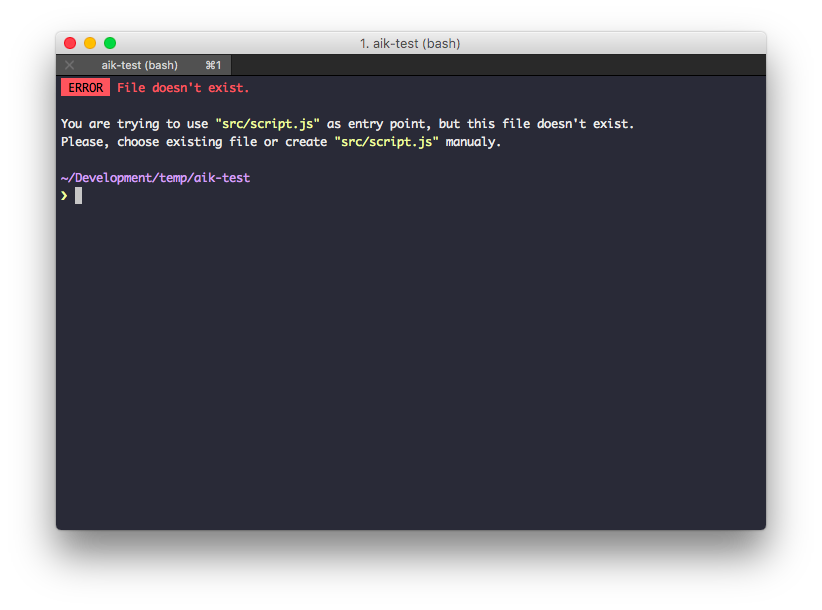 1. aik-test (bash)
aik-test (bash) ⌘1
ERROR File doesn't exist.
You are trying to use "src/script.js" as entry point, but this file doesn't exist.
Please, choose existing file or create "src/script.js" manualy.
~/Development/temp/aik-test
❯